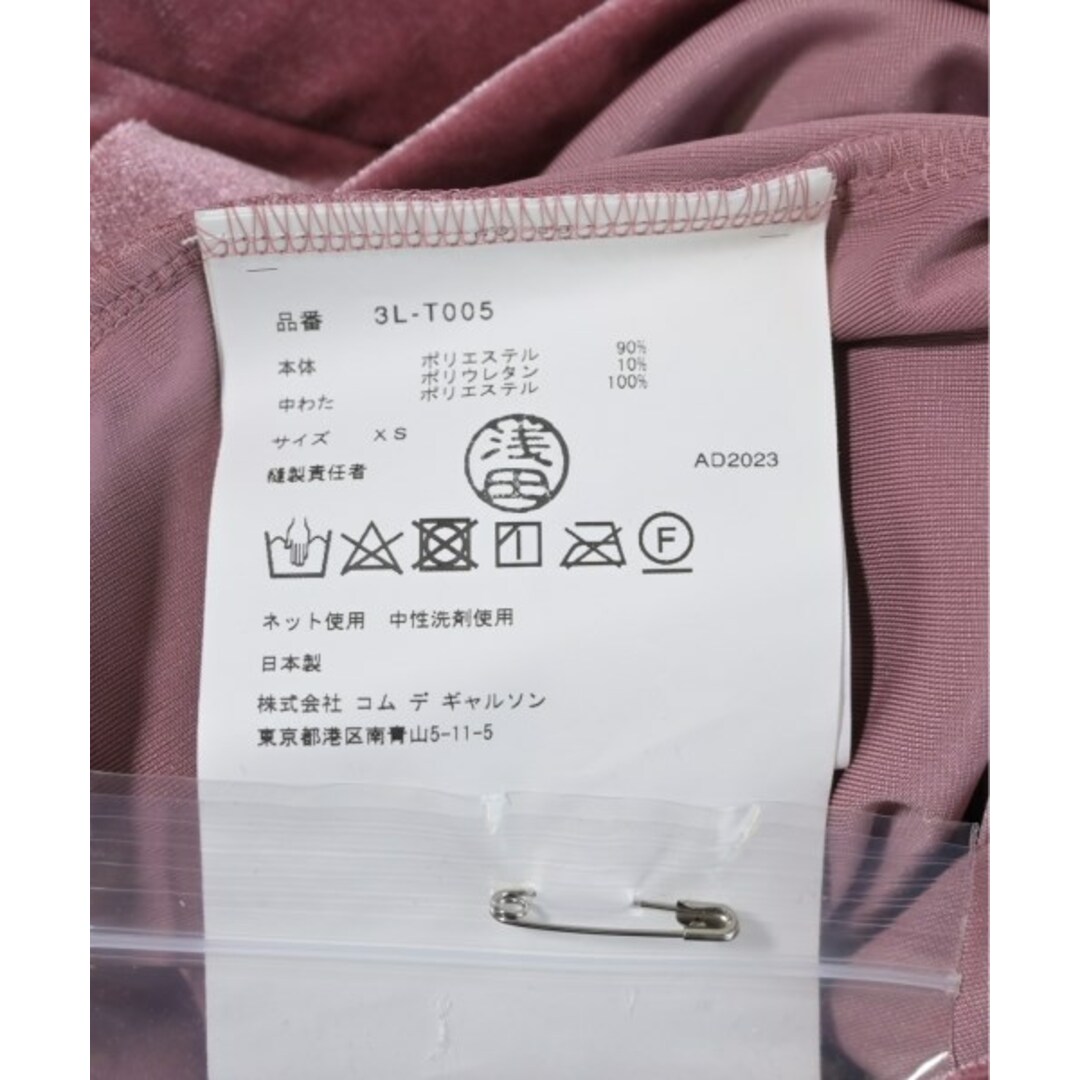 品番 3L-T005
本体 ポリエステル 90%
ポリウレタン 10%
中わた ポリエステル 100%
サイズ XS
縫製責任者 浅田 AD2023
F
ネット使用 中性洗剤使用
日本製
株式会社 コム デ ギャルソン
東京都港区南青山5-11-5